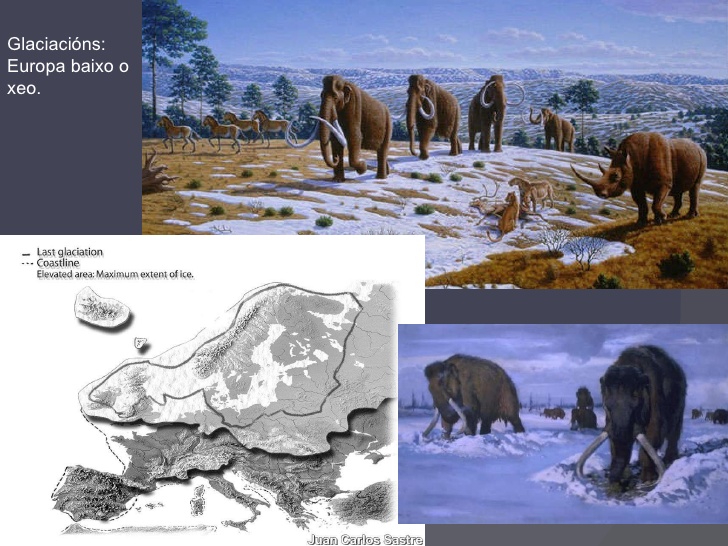 Glaciacións:
Europa baixo o
xeo.
Last glaciation
Coastline
Elevated area: Maximum extent of ice.
Juan Carlos Sastre